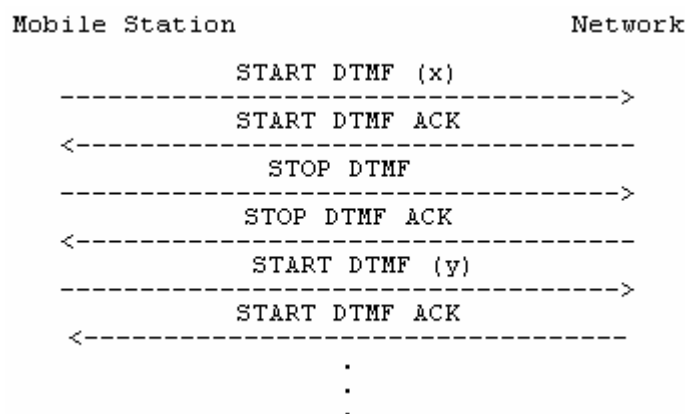 Mobile Station Network
START DTMF (x)
---------------------------------->
START DTMF ACK
<----------------------------------
STOP DTMF
---------------------------------->
STOP DTMF ACK
<----------------------------------
START DTMF (y)
---------------------------------->
START DTMF ACK
<---------------------------------
.
.
.